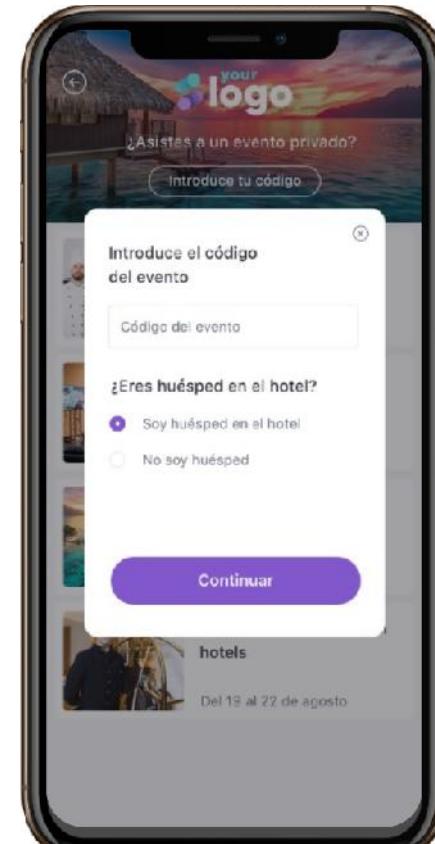 your
logo
¿Asistes a un evento privado?
Introduce tu código
Introduce el código
del evento
Código del evento
¿Eres huésped en el hotel?
Soy huésped en el hotel
No soy huésped
Continuar
hotels
Del 19 al 22 de agosto